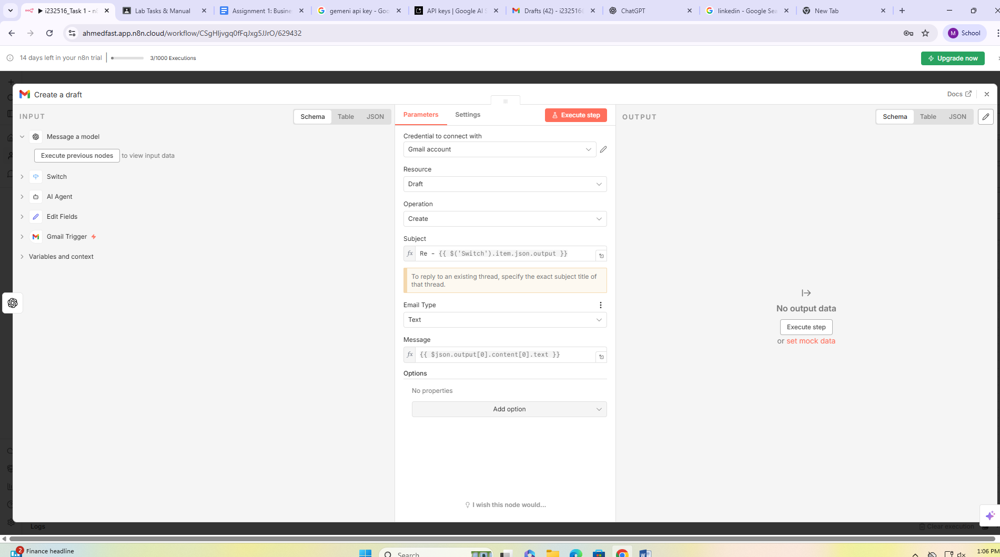 i232516_Task 1 - n8
Lab Tasks & Manual
Assignment 1: Busine
gemeni api key - Goo
API keys | Google AI S
Drafts (42) - i232516@
ChatGPT
linkedin - Google Sea
New Tab
ahmedfast.app.n8n.cloud/workflow/CSgHIjvgq0fFqJxg5JJrO/629432
M School
14 days left in your n8n trial
3/1000 Executions
Upgrade now
Create a draft
Docs
INPUT
Schema Table JSON
Message a model
Execute previous nodes to view input data
Switch
AI Agent
Edit Fields
Gmail Trigger
Variables and context
Parameters Settings
Execute step
Credential to connect with
Gmail account
Resource
Draft
Operation
Create
Subject
fx Re - {{ $('Switch').item.json.output }}
To reply to an existing thread, specify the exact subject title of
that thread.
Email Type
Text
Message
fx {{ $json.output[0].content[0].text }}
Options
No properties
Add option
I wish this node would...
OUTPUT
Schema Table JSON
No output data
Execute step
or set mock data
Logs
Clear execution
2
Finance headline
Search
1:06 PM